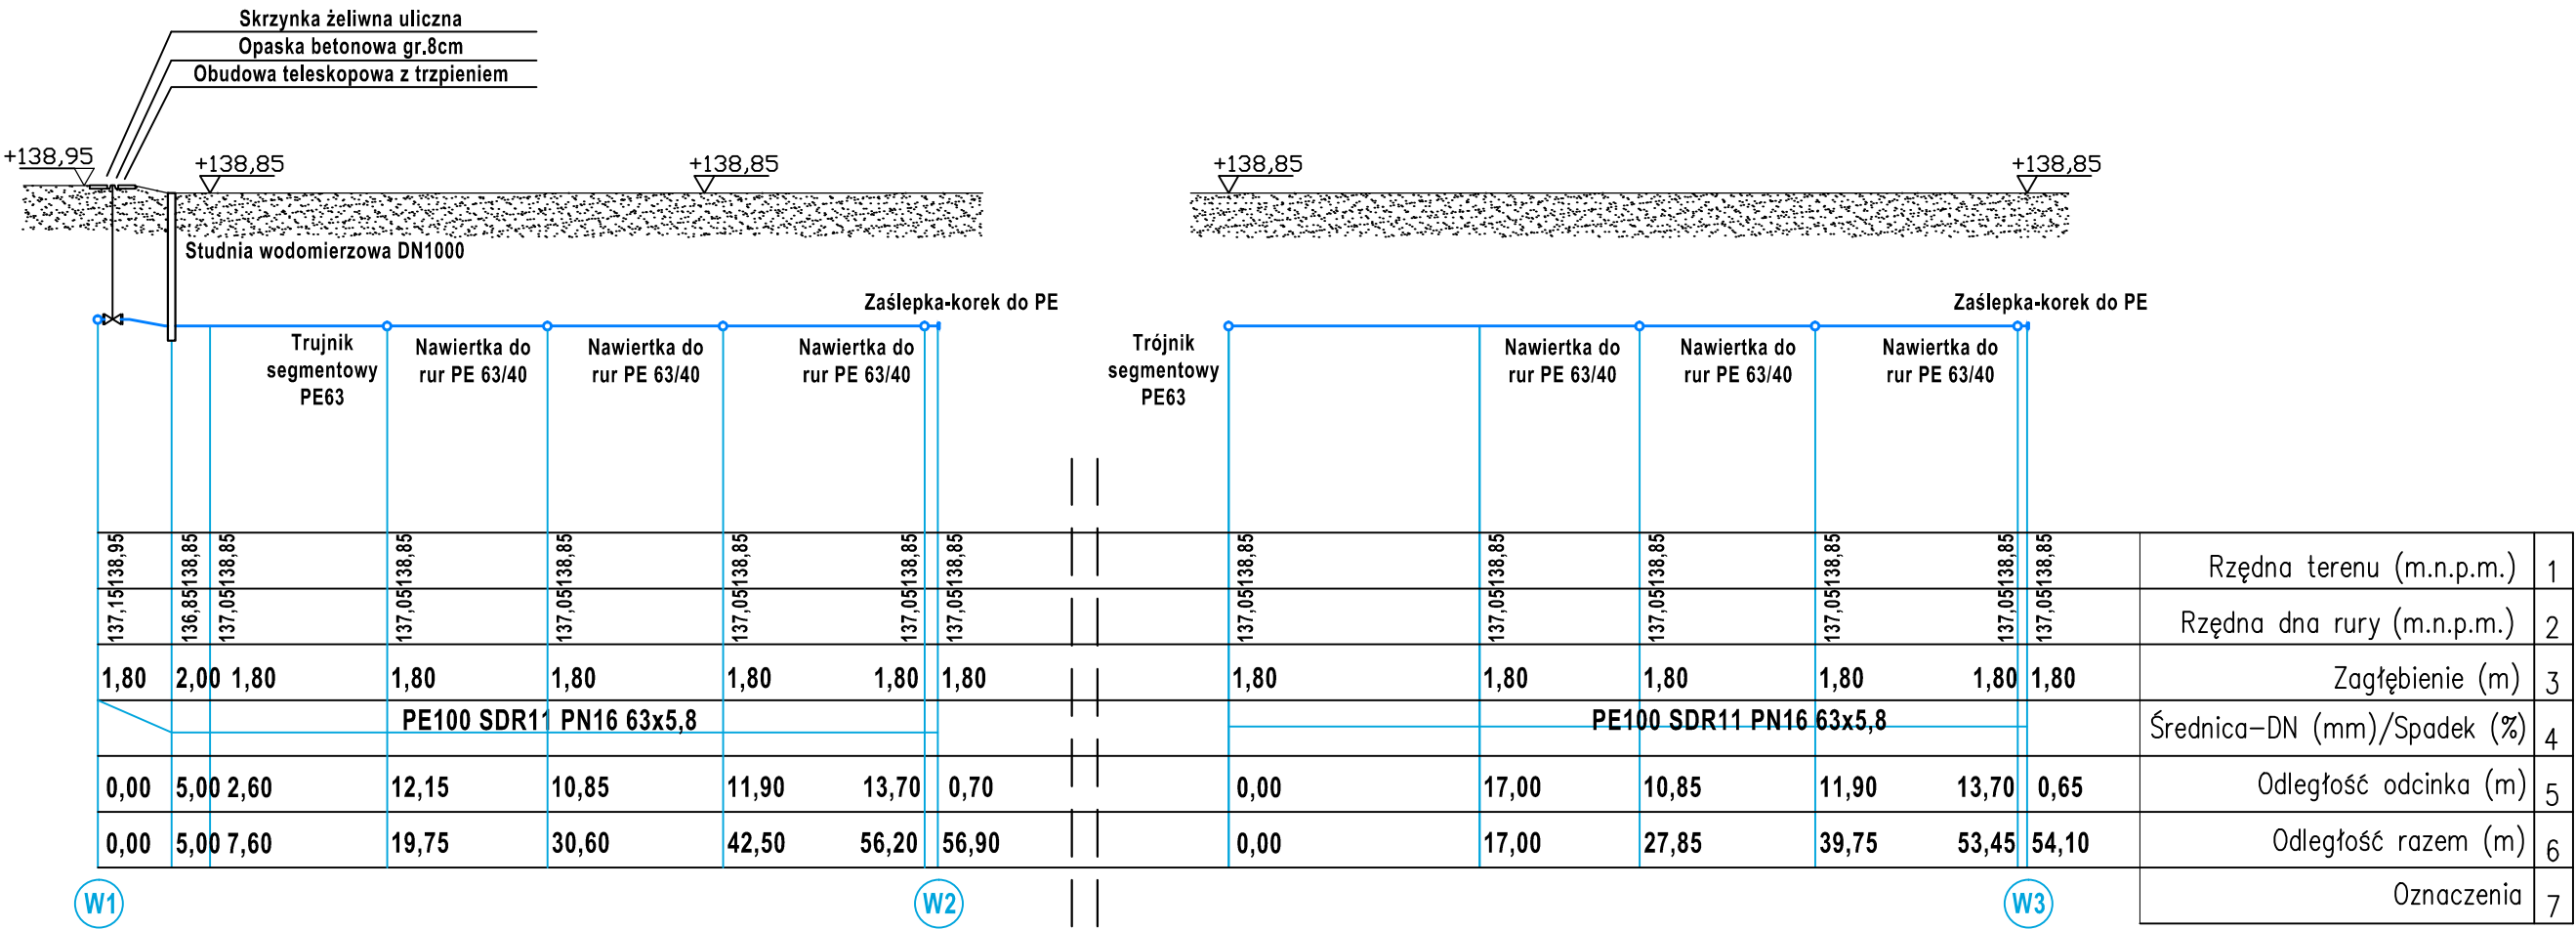 Skrzynka żeliwna uliczna
Opaska betonowa gr.8cm
Obudowa teleskopowa z trzpieniem
+138,95
+138,85
+138,85
+138,85
+138,85
Studnia wodomierzowa DN1000
Zaślepka-korek do PE
Zaślepka-korek do PE
Trujnik
segmentowy
PE63
Nawiertka do
rur PE 63/40
Nawiertka do
rur PE 63/40
Nawiertka do
rur PE 63/40
Trójnik
segmentowy
PE63
Nawiertka do
rur PE 63/40
Nawiertka do
rur PE 63/40
Nawiertka do
rur PE 63/40
138,95 138,85 138,85 138,85 138,85 138,85 138,85 138,85 138,85 138,85 138,85 138,85 138,85 138,85 Rzędna terenu (m.n.p.m.) 1
137,15 136,85 137,05 137,05 137,05 137,05 137,05 137,05 137,05 137,05 137,05 137,05 137,05 137,05 Rzędna dna rury (m.n.p.m.) 2
1,80 2,00 1,80 1,80 1,80 1,80 1,80 1,80 1,80 1,80 1,80 1,80 1,80 1,80 Zagłębienie (m) 3
PE100 SDR11 PN16 63x5,8 PE100 SDR11 PN16 63x5,8 Średnica-DN (mm)/Spadek (%) 4
0,00 5,00 2,60 12,15 10,85 11,90 13,70 0,70 0,00 17,00 10,85 11,90 13,70 0,65 Odległość odcinka (m) 5
0,00 5,00 7,60 19,75 30,60 42,50 56,20 56,90 0,00 17,00 27,85 39,75 53,45 54,10 Odległość razem (m) 6
W1 W2 W3 Oznaczenia 7